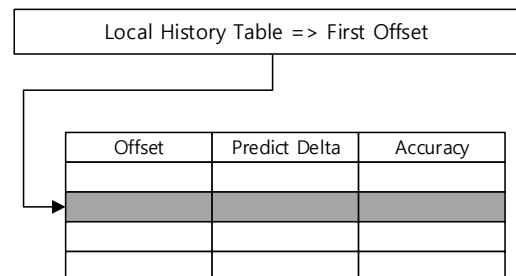 Local History Table => First Offset
Offset Predict Delta Accuracy